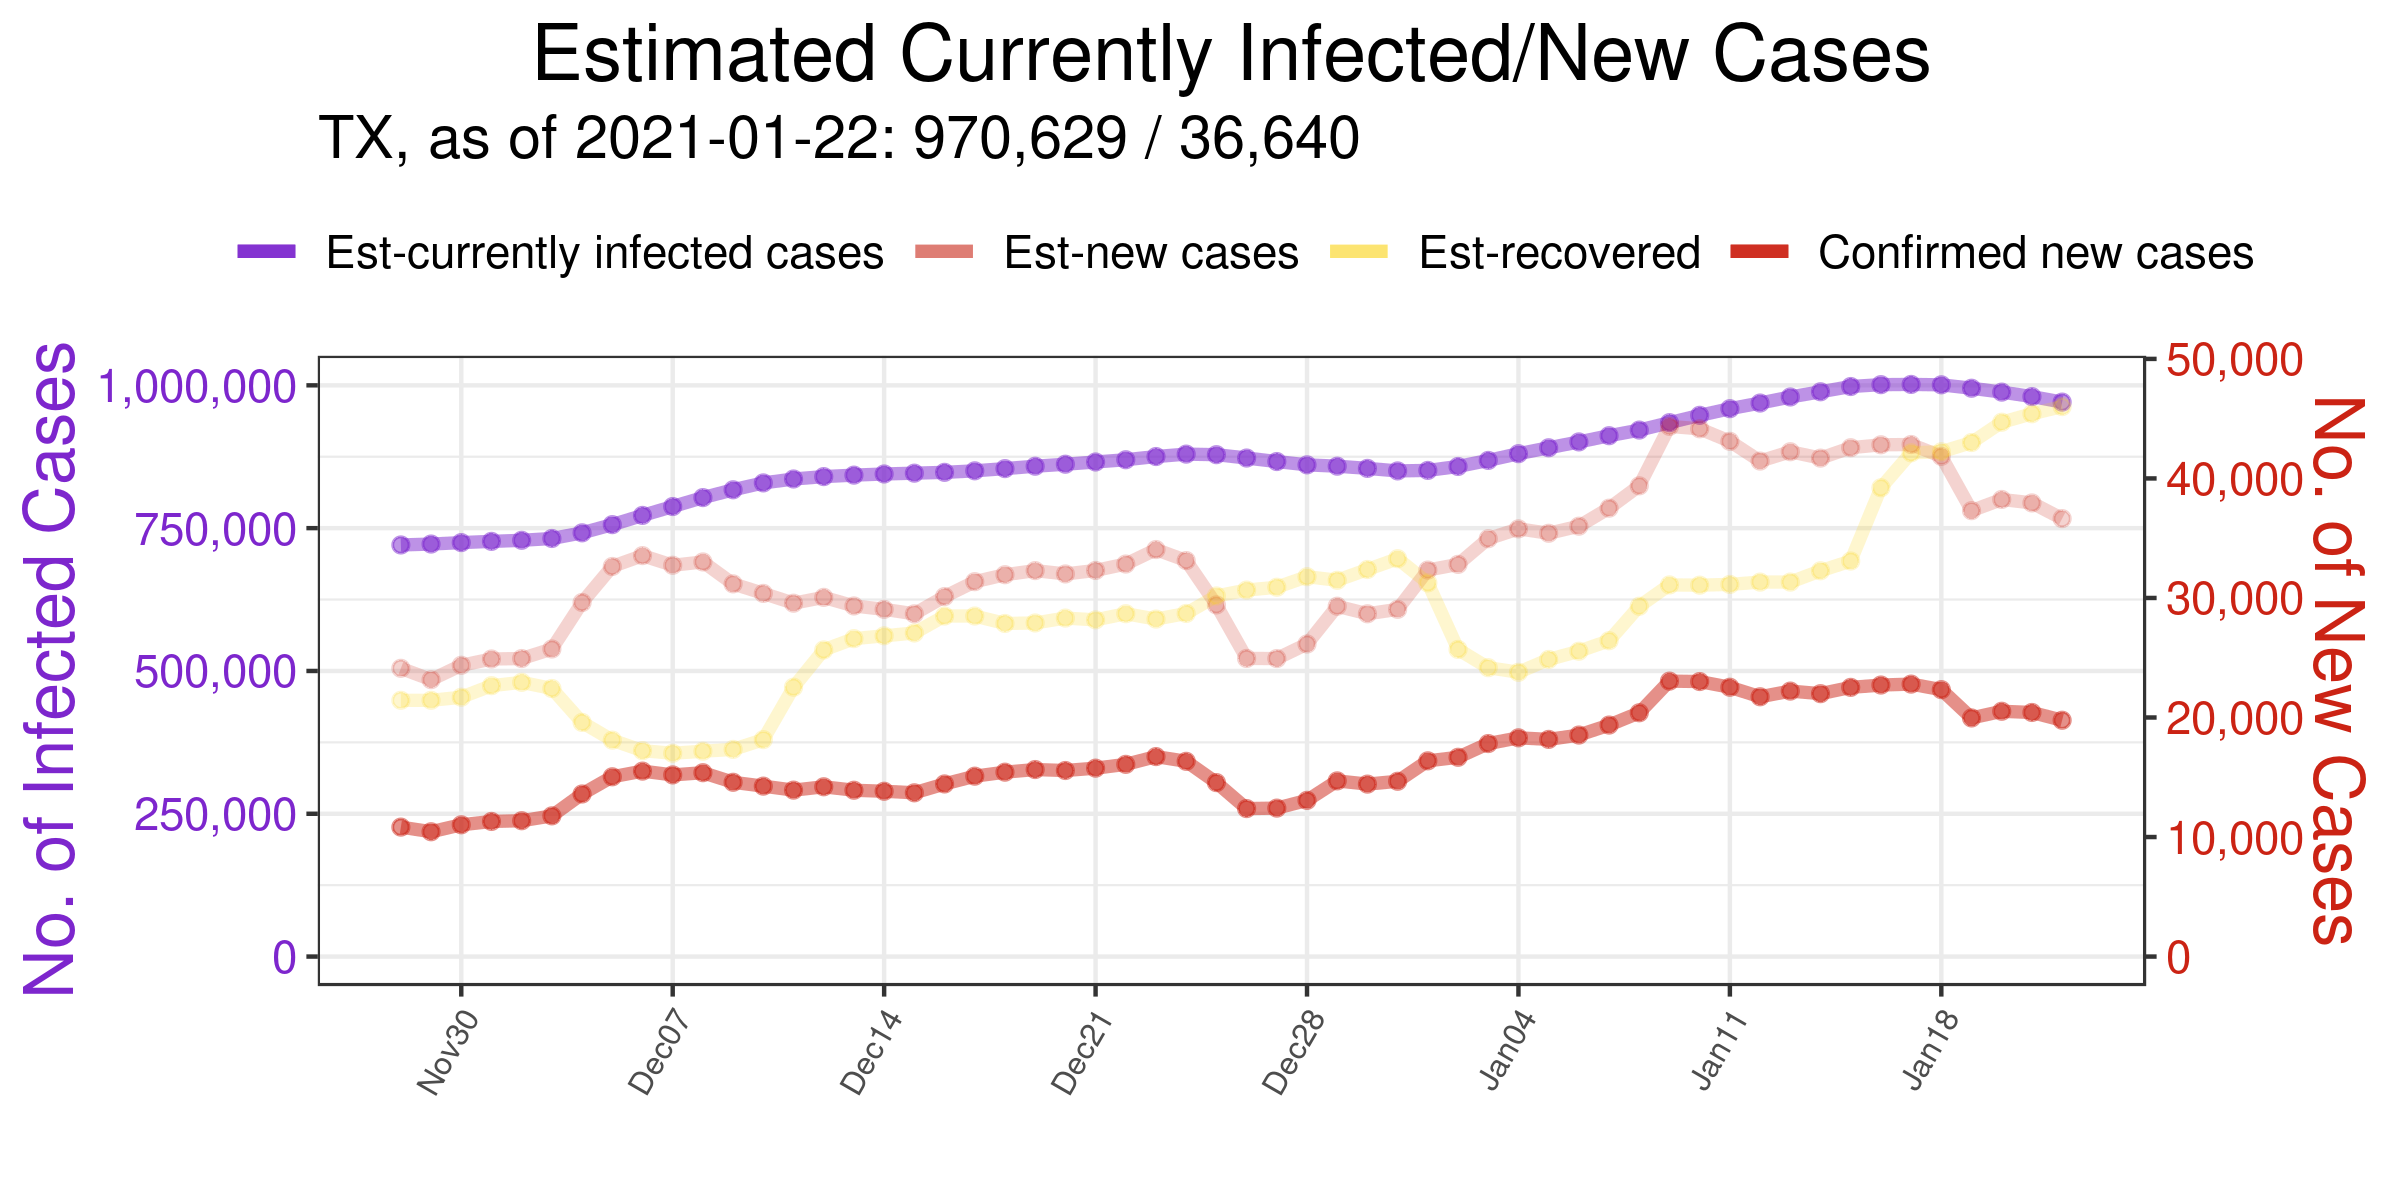 Estimated Currently Infected/New Cases
TX, as of 2021-01-22: 970,629 / 36,640
Est-currently infected cases Est-new cases Est-recovered Confirmed new cases
No. of Infected Cases
1,000,000
750,000
500,000
250,000
0
50,000
40,000
30,000
20,000
10,000
0
No. of New Cases
Nov30 Dec07 Dec14 Dec21 Dec28 Jan04 Jan11 Jan18